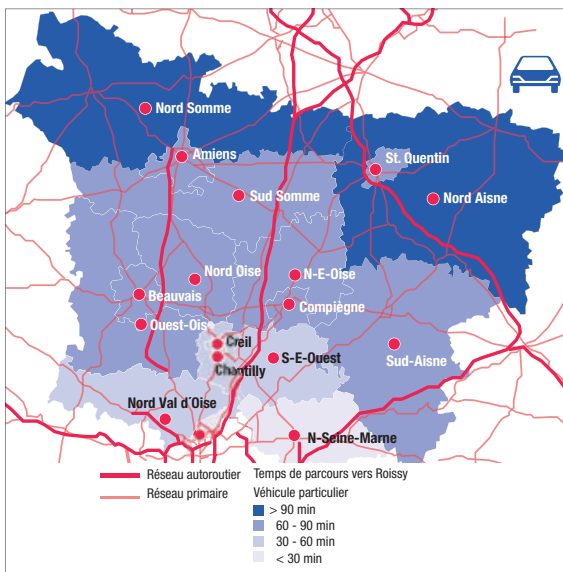 Nord Somme
Amiens
St. Quentin
Sud Somme
Nord Aisne
Nord Oise
N-E-Oise
Beauvais
Compiègne
Ouest-Oise
Creil
S-E-Ouest
Sud-Aisne
Chantilly
Nord Val d'Oise
N-Seine-Marne
Réseau autoroutier
Réseau primaire
Temps de parcours vers Roissy
Véhicule particulier
> 90 min
60 - 90 min
30 - 60 min
< 30 min